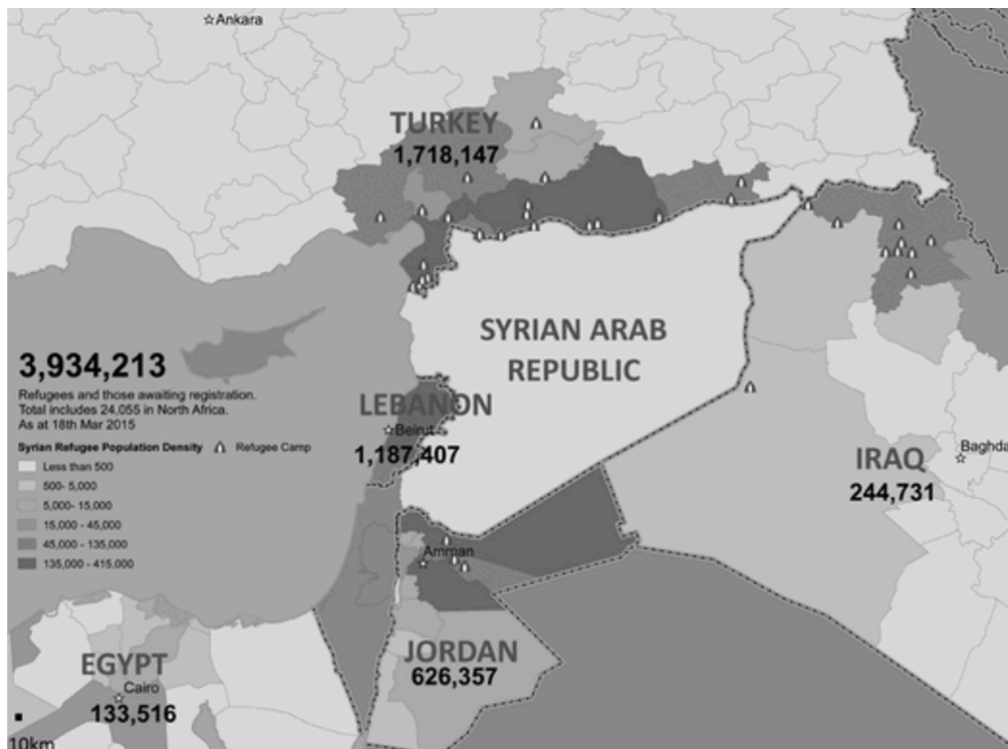 Ankara
TURKEY
1,718,147
SYRIAN ARAB
REPUBLIC
3,934,213
Refugees and those awaiting registration.
Total includes 24,055 in North Africa.
As at 18th Mar 2015
Syrian Refugee Population Density Refugee Camp
Less than 500
500- 5,000
5,000- 15,000
15,000 - 45,000
45,000 - 135,000
135,000 - 415,000
LEBANON
Beirut
1,187,407
IRAQ
244,731
Baghda
Amman
JORDAN
626,357
EGYPT
Cairo
133,516
10km